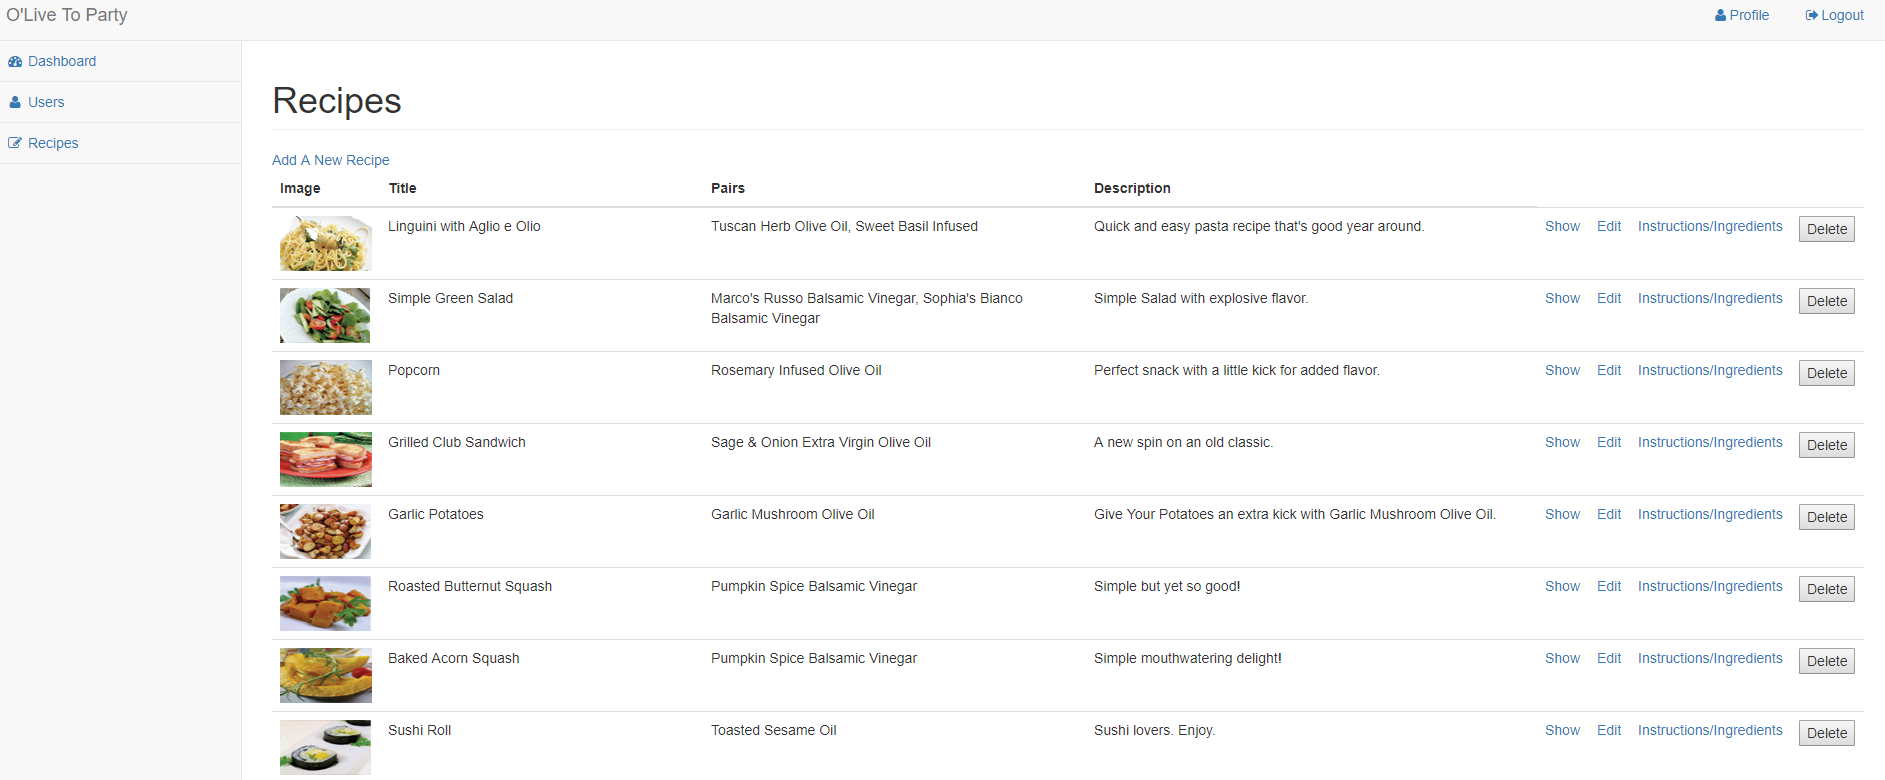 O'Live To Party
Profile
Logout
Dashboard
Users
Recipes
Recipes
Add A New Recipe
Image Title Pairs Description
Linguini with Aglio e Olio Tuscan Herb Olive Oil, Sweet Basil Infused Quick and easy pasta recipe that's good year around. Show Edit Instructions/Ingredients Delete
Simple Green Salad Marco's Russo Balsamic Vinegar, Sophia's Bianco Simple Salad with explosive flavor. Show Edit Instructions/Ingredients Delete
Balsamic Vinegar
Popcorn Rosemary Infused Olive Oil Perfect snack with a little kick for added flavor. Show Edit Instructions/Ingredients Delete
Grilled Club Sandwich Sage & Onion Extra Virgin Olive Oil A new spin on an old classic. Show Edit Instructions/Ingredients Delete
Garlic Potatoes Garlic Mushroom Olive Oil Give Your Potatoes an extra kick with Garlic Mushroom Olive Oil. Show Edit Instructions/Ingredients Delete
Roasted Butternut Squash Pumpkin Spice Balsamic Vinegar Simple but yet so good! Show Edit Instructions/Ingredients Delete
Baked Acorn Squash Pumpkin Spice Balsamic Vinegar Simple mouthwatering delight! Show Edit Instructions/Ingredients Delete
Sushi Roll Toasted Sesame Oil Sushi lovers. Enjoy. Show Edit Instructions/Ingredients Delete